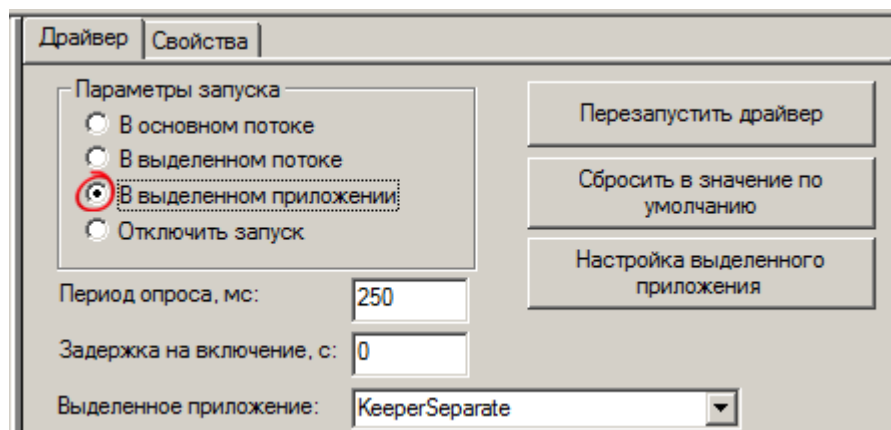 Драйвер
Свойства
Параметры запуска
В основном потоке
В выделенном потоке
В выделенном приложении
Отключить запуск
Перезапустить драйвер
Сбросить в значение по
умолчанию
Настройка выделенного
приложения
Период опроса, мс: 250
Задержка на включение, с: 0
Выделенное приложение: KeeperSeparate